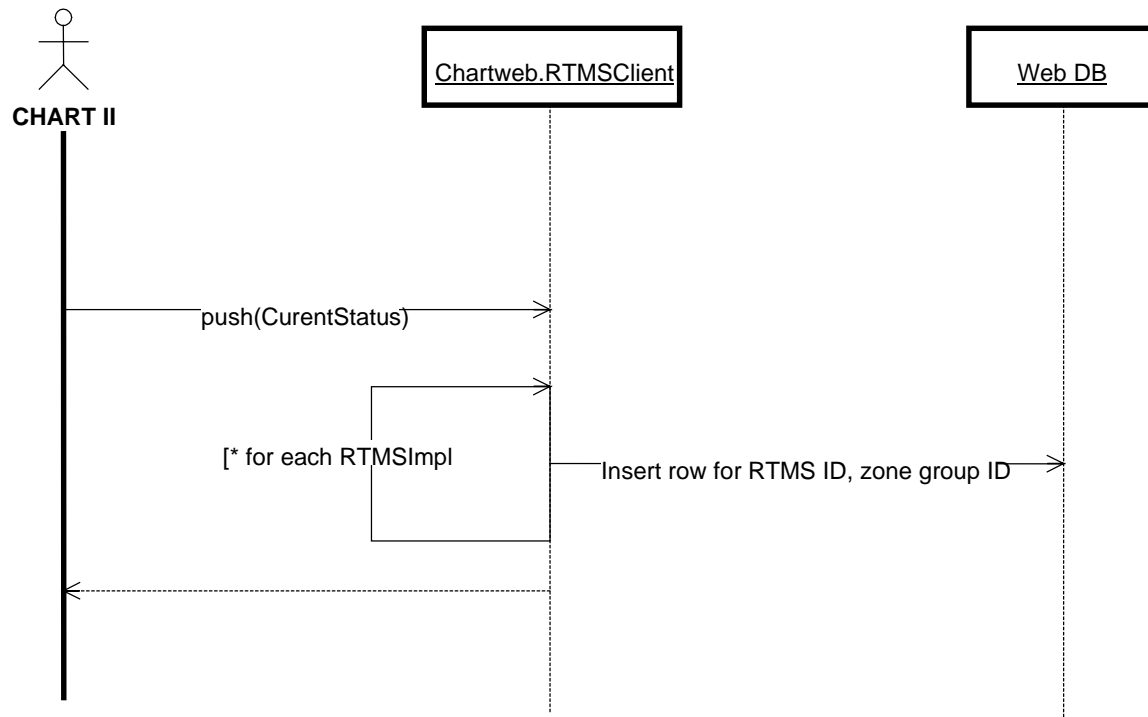 CHART II
Chartweb.RTMSClient
Web DB
push(CurentStatus)
[* for each RTMSImpl
Insert row for RTMS ID, zone group ID